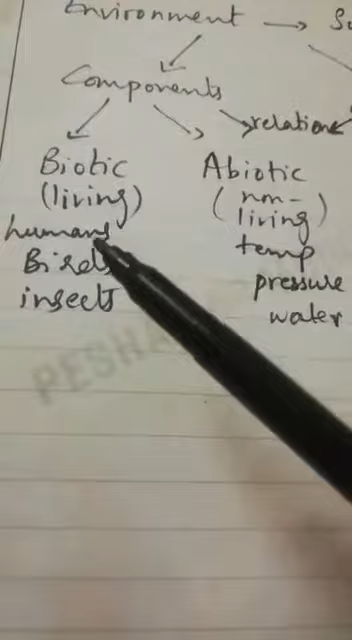 Environment →
Components
relations
Biotic
(living)
humans
Birds
insects
Abiotic
(non-
living)
temp
pressure
water